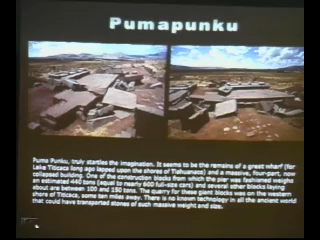 Pumapunku
Puma Punku, truly startles the imagination. It seems to be the remains of a great wharf (for
Lake Titicaca long ago lapped upon the shores of Tiahuanaco) and a massive, four-part, now
collapsed building. One of the construction blocks from which the pier was fashioned weighs
an estimated 440 tons (equal to nearly 600 full-size cars) and several other blocks laying
about are between 100 and 150 tons. The quarry for these giant blocks was on the western
shore of Titicaca, some ten miles away. There is no known technology in all the ancient world
that could have transported stones of such massive weight and size.